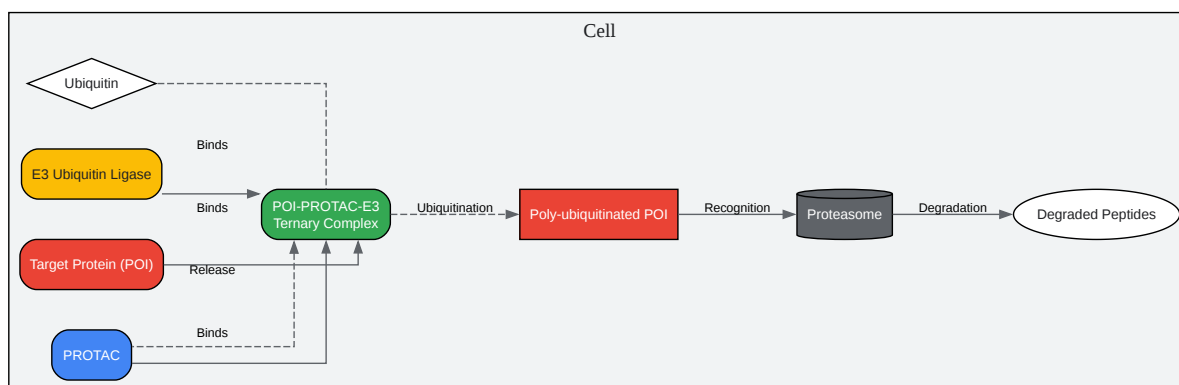 Cell
Ubiquitin
Binds
E3 Ubiquitin Ligase
Binds
POI-PROTAC-E3
Ternary Complex
Ubiquitination
Poly-ubiquitinated POI
Recognition
Proteasome
Degradation
Degraded Peptides
Target Protein (POI)
Release
Binds
PROTAC